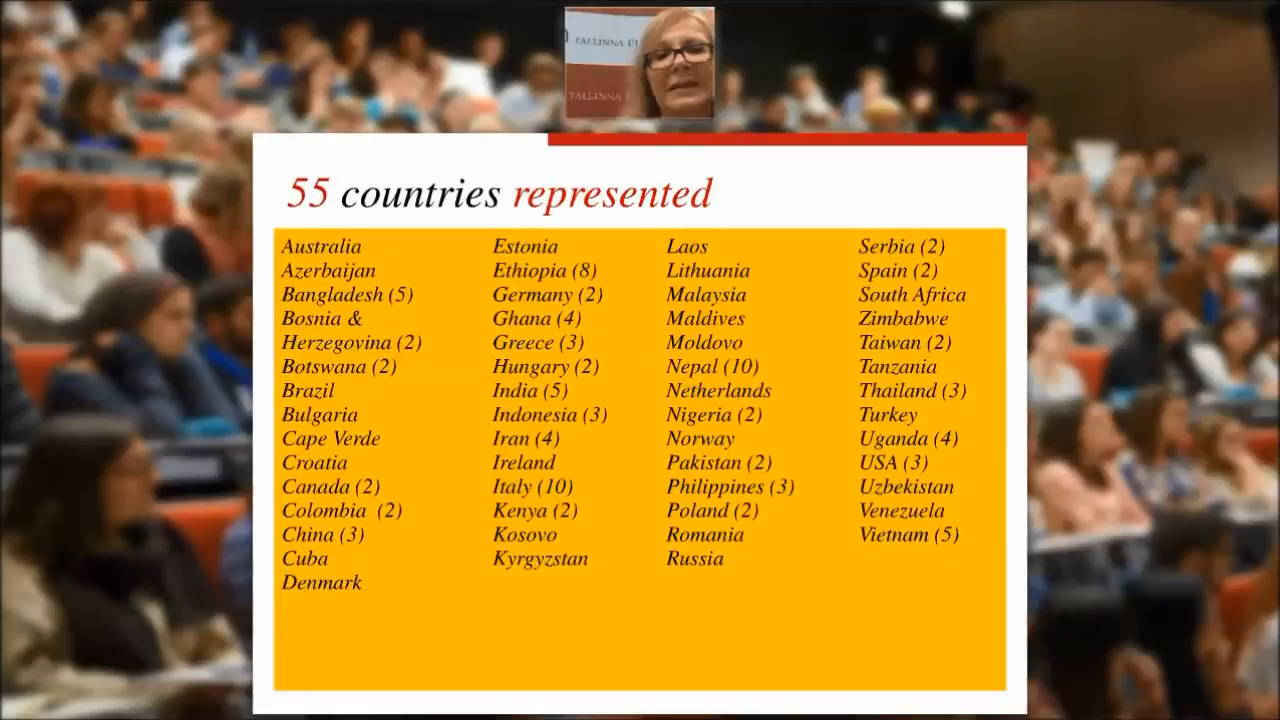 TALLINNA
TALLINNA
55 countries represented
Australia
Azerbaijan
Bangladesh (5)
Bosnia &
Herzegovina (2)
Botswana (2)
Brazil
Bulgaria
Cape Verde
Croatia
Canada (2)
Colombia (2)
China (3)
Cuba
Denmark
Estonia
Ethiopia (8)
Germany (2)
Ghana (4)
Greece (3)
Hungary (2)
India (5)
Indonesia (3)
Iran (4)
Ireland
Italy (10)
Kenya (2)
Kosovo
Kyrgyzstan
Laos
Lithuania
Malaysia
Maldives
Moldovo
Nepal (10)
Netherlands
Nigeria (2)
Norway
Pakistan (2)
Philippines (3)
Poland (2)
Romania
Russia
Serbia (2)
Spain (2)
South Africa
Zimbabwe
Taiwan (2)
Tanzania
Thailand (3)
Turkey
Uganda (4)
USA (3)
Uzbekistan
Venezuela
Vietnam (5)